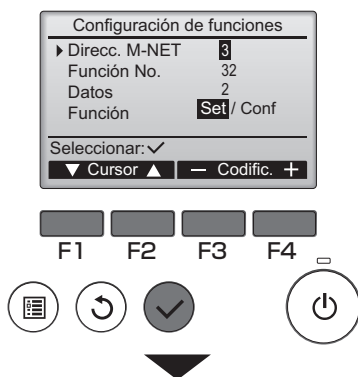 Configuración de funciones
Direcc. M-NET 3
Función No. 32
Datos 2
Función Set / Conf
Seleccionar:✓
▼ Cursor ▲ − Codific. +
F1 F2 F3 F4